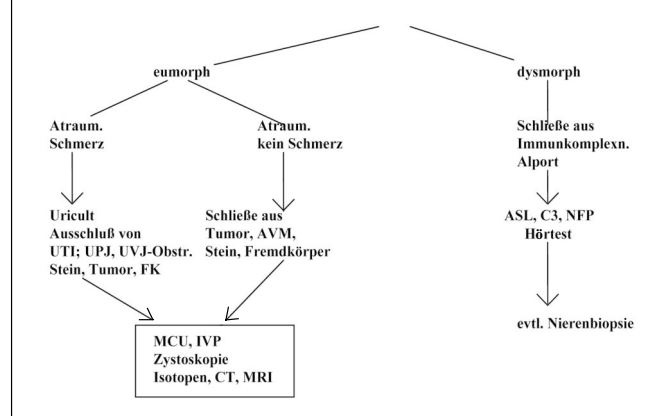 eumorph
dysmorph
Atraum.
Schmerz
Atraum.
kein Schmerz
Schließe aus
Immunkomplexn.
Alport
Uricult
Ausschluß von
UTI; UPJ, UVJ-Obstr.
Stein, Tumor, FK
Schließe aus
Tumor, AVM,
Stein, Fremdkörper
ASL, C3, NFP
Hörtest
evtl. Nierenbiopsie
MCU, IVP
Zystoskopie
Isotopen, CT, MRI